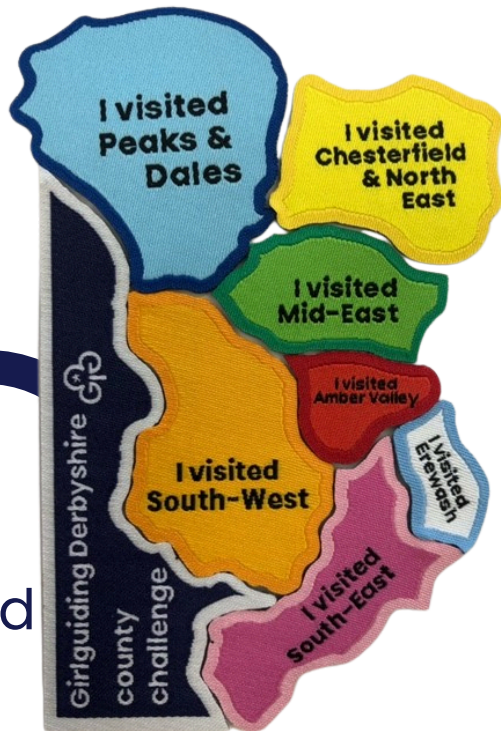 I visited
Peaks &
Dales
I visited
Chesterfield
& North
East
I visited
Mid-East
I visited
Amber Valley
I visited
Erewash
I visited
South-West
I visited
South-East
Girlguiding Derbyshire
county
challenge
d